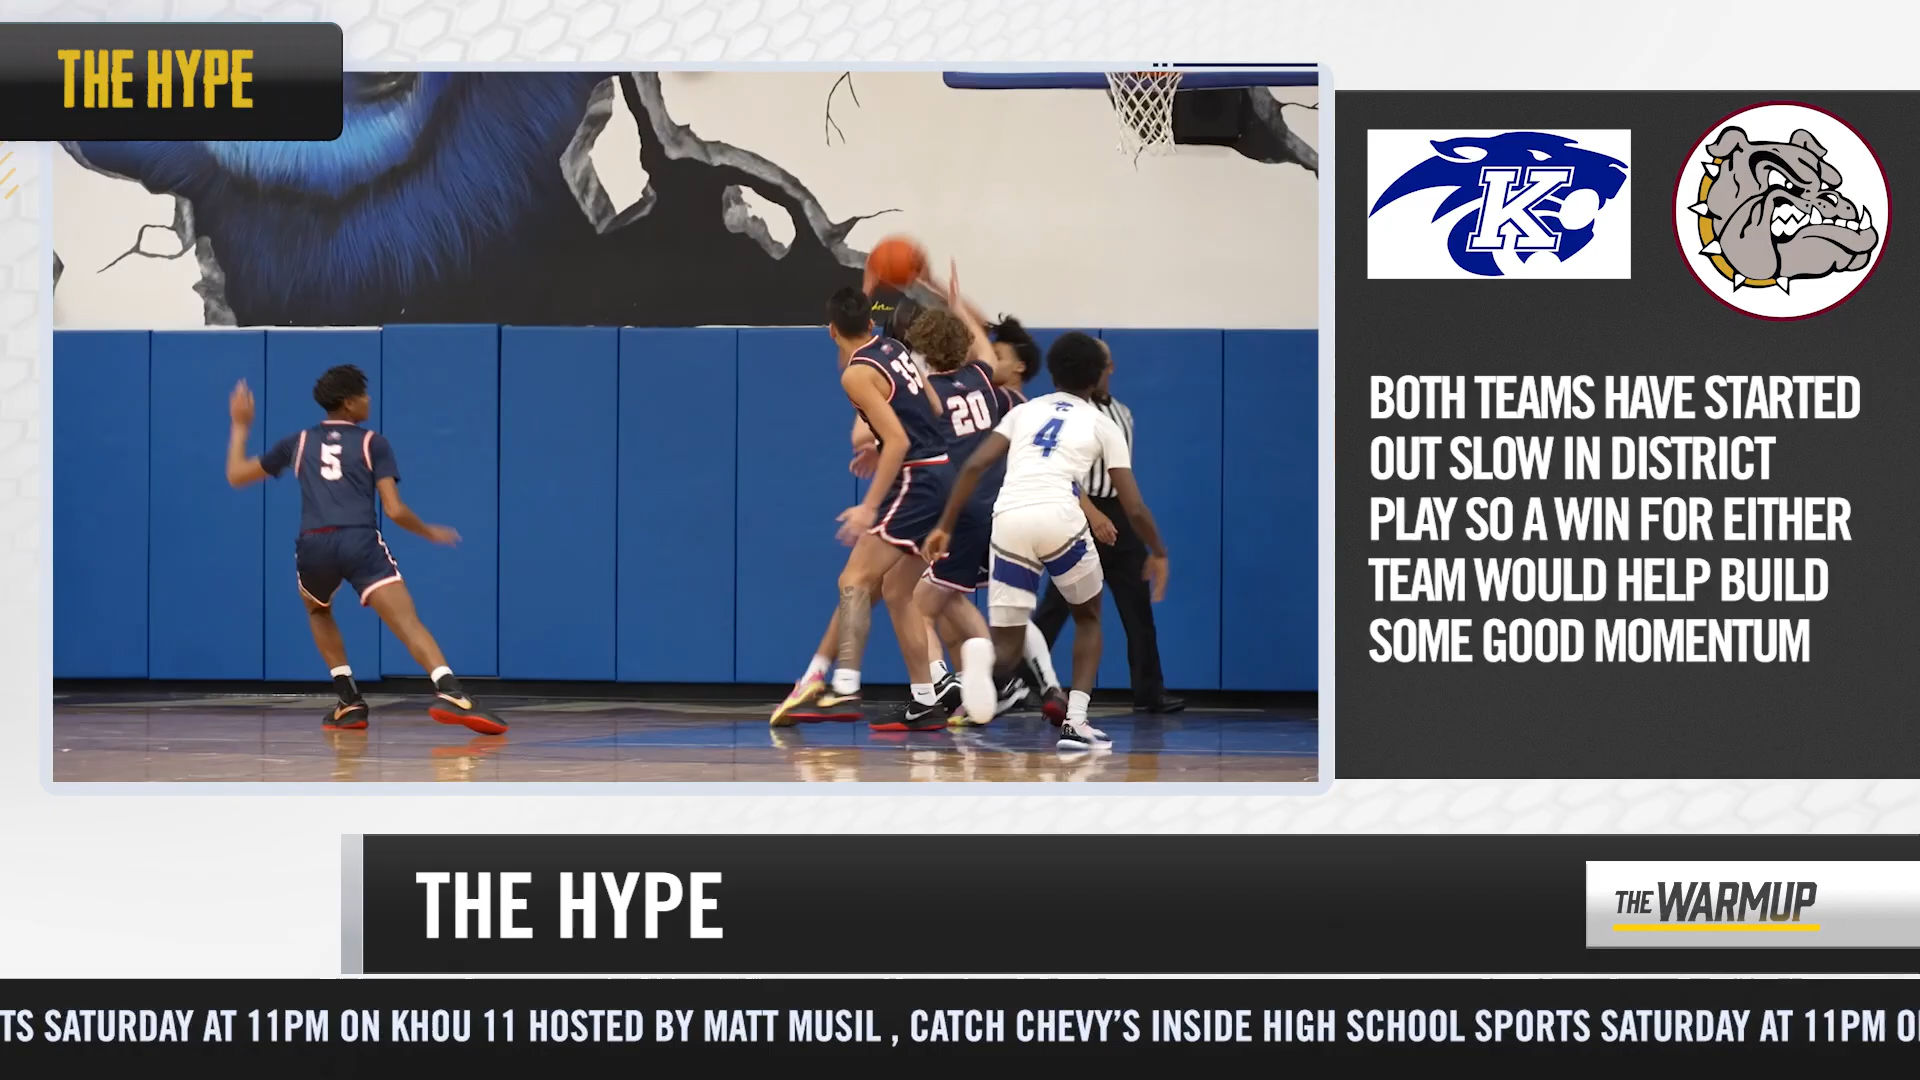 THE HYPE
K
5
35
20
4
BOTH TEAMS HAVE STARTED
OUT SLOW IN DISTRICT
PLAY SO A WIN FOR EITHER
TEAM WOULD HELP BUILD
SOME GOOD MOMENTUM
THE HYPE
THE WARMUP
TS SATURDAY AT 11PM ON KHOU 11 HOSTED BY MATT MUSIL , CATCH CHEVY'S INSIDE HIGH SCHOOL SPORTS SATURDAY AT 11PM O